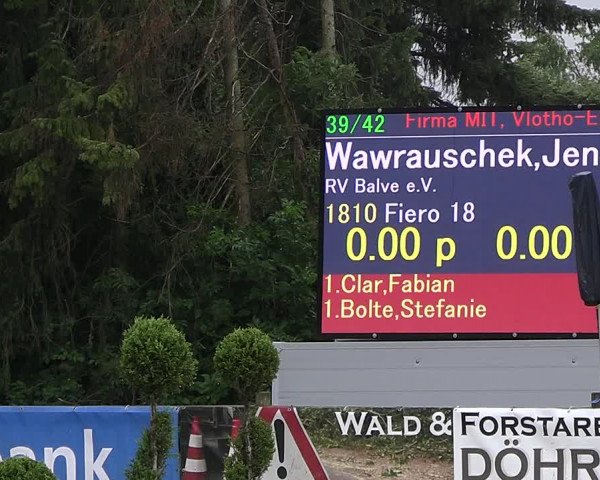 39/42 Firma MIT, Vlotho-E
Wawrauschek,Jen
RV Balve e.V.
1810 Fiero 18
0.00 p 0.00
1.Clar,Fabian
1.Bolte,Stefanie
WALD & FORSTARE
ank DÖHR